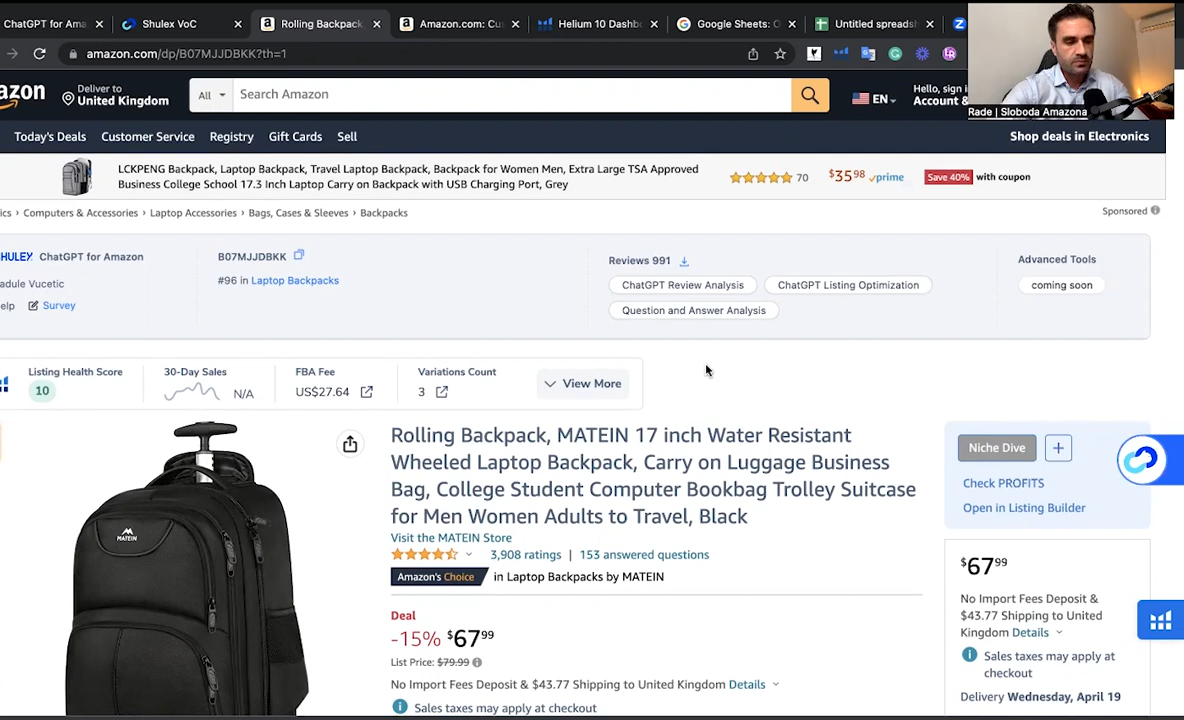 ChatGPT for Ama
Shulex VoC
Rolling Backpack,
Amazon.com: Cu
Helium 10 Dashb
Google Sheets: O
Untitled spreads
amazon.com/dp/B07MJJDBKK?th=1
Rade | Sloboda Amazona
azon
Deliver to
United Kingdom
All
Search Amazon
EN
Hello, sign i
Account &
Today's Deals
Customer Service
Registry
Gift Cards
Sell
Shop deals in Electronics
LCKPENG Backpack, Laptop Backpack, Travel Laptop Backpack, Backpack for Women Men, Extra Large TSA Approved
Business College School 17.3 Inch Laptop Carry on Backpack with USB Charging Port, Grey
70
$35 98 prime
Save 40% with coupon
ics › Computers & Accessories › Laptop Accessories › Bags, Cases & Sleeves › Backpacks
Sponsored
HULEY ChatGPT for Amazon
adule Vucetic
elp
Survey
B07MJJDBKK
#96 in Laptop Backpacks
Reviews 991
ChatGPT Review Analysis
ChatGPT Listing Optimization
Question and Answer Analysis
Advanced Tools
coming soon
Listing Health Score
10
30-Day Sales
N/A
FBA Fee
US$27.64
Variations Count
3
View More
MATEIN
Rolling Backpack, MATEIN 17 inch Water Resistant
Wheeled Laptop Backpack, Carry on Luggage Business
Bag, College Student Computer Bookbag Trolley Suitcase
for Men Women Adults to Travel, Black
Visit the MATEIN Store
3,908 ratings | 153 answered questions
Amazon's Choice in Laptop Backpacks by MATEIN
Deal
-15% $67 99
List Price: $79.99
No Import Fees Deposit & $43.77 Shipping to United Kingdom Details
Sales taxes may apply at checkout
Niche Dive
+
Check PROFITS
Open in Listing Builder
$67 99
No Import Fees Deposit &
$43.77 Shipping to United
Kingdom Details
Sales taxes may apply at
checkout
Delivery Wednesday, April 19